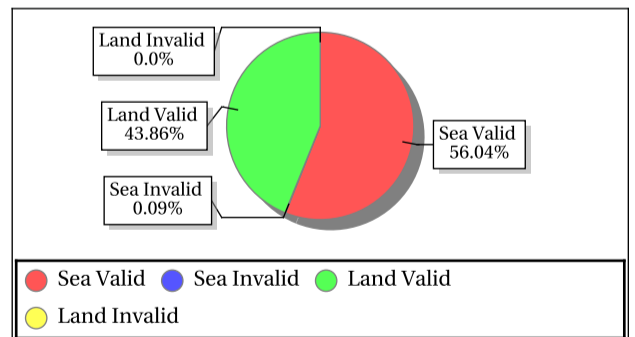 Land Invalid
0.0%
Land Valid
43.86%
Sea Valid
56.04%
Sea Invalid
0.09%
Sea Valid
Sea Invalid
Land Valid
Land Invalid